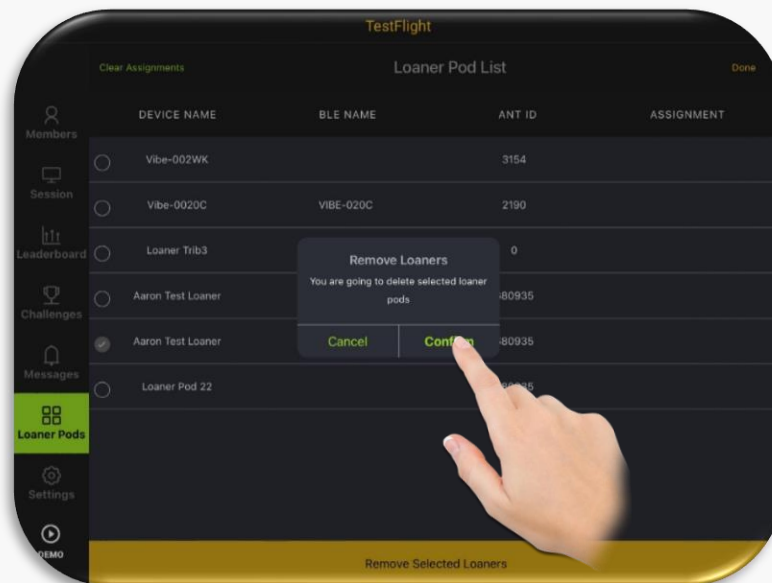 TestFlight
Clear Assignments Loaner Pod List Done
DEVICE NAME BLE NAME ANT ID ASSIGNMENT
Members
Vibe-002WK 3154
Session
Vibe-0020C VIBE-020C 2190
Leaderboard
Loaner Trib3 0
Remove Loaners
You are going to delete selected loaner
pods
Challenges
Aaron Test Loaner
Aaron Test Loaner
Cancel
Messages
Loaner Pod 22
Loaner Pods
Settings
DEMO
Remove Selected Loaners